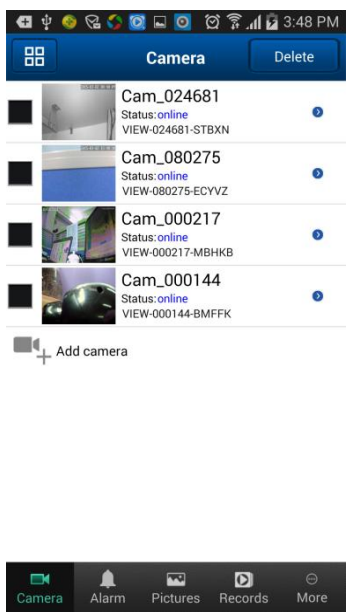 3:48 PM
Camera
Delete
Cam_024681
Status:online
VIEW-024681-STBXN
Cam_080275
Status:online
VIEW-080275-ECYVZ
Cam_000217
Status:online
VIEW-000217-MBHKB
Cam_000144
Status:online
VIEW-000144-BMFFK
Add camera
Camera Alarm Pictures Records More